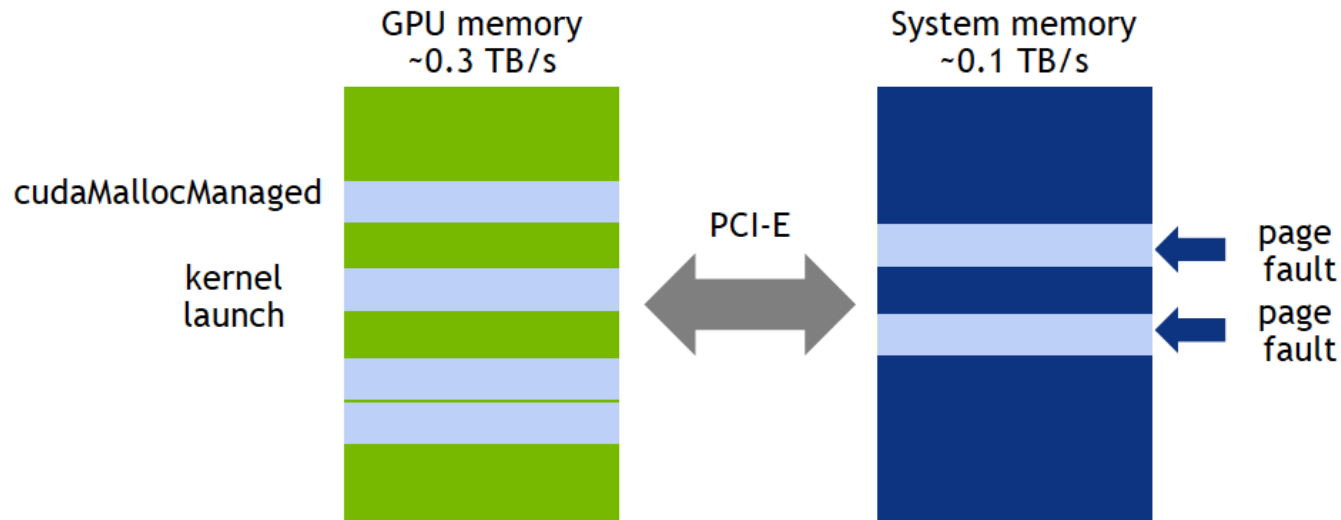 GPU memory
~0.3 TB/s
System memory
~0.1 TB/s
cudaMallocManaged
kernel
launch
PCI-E
page
fault
page
fault